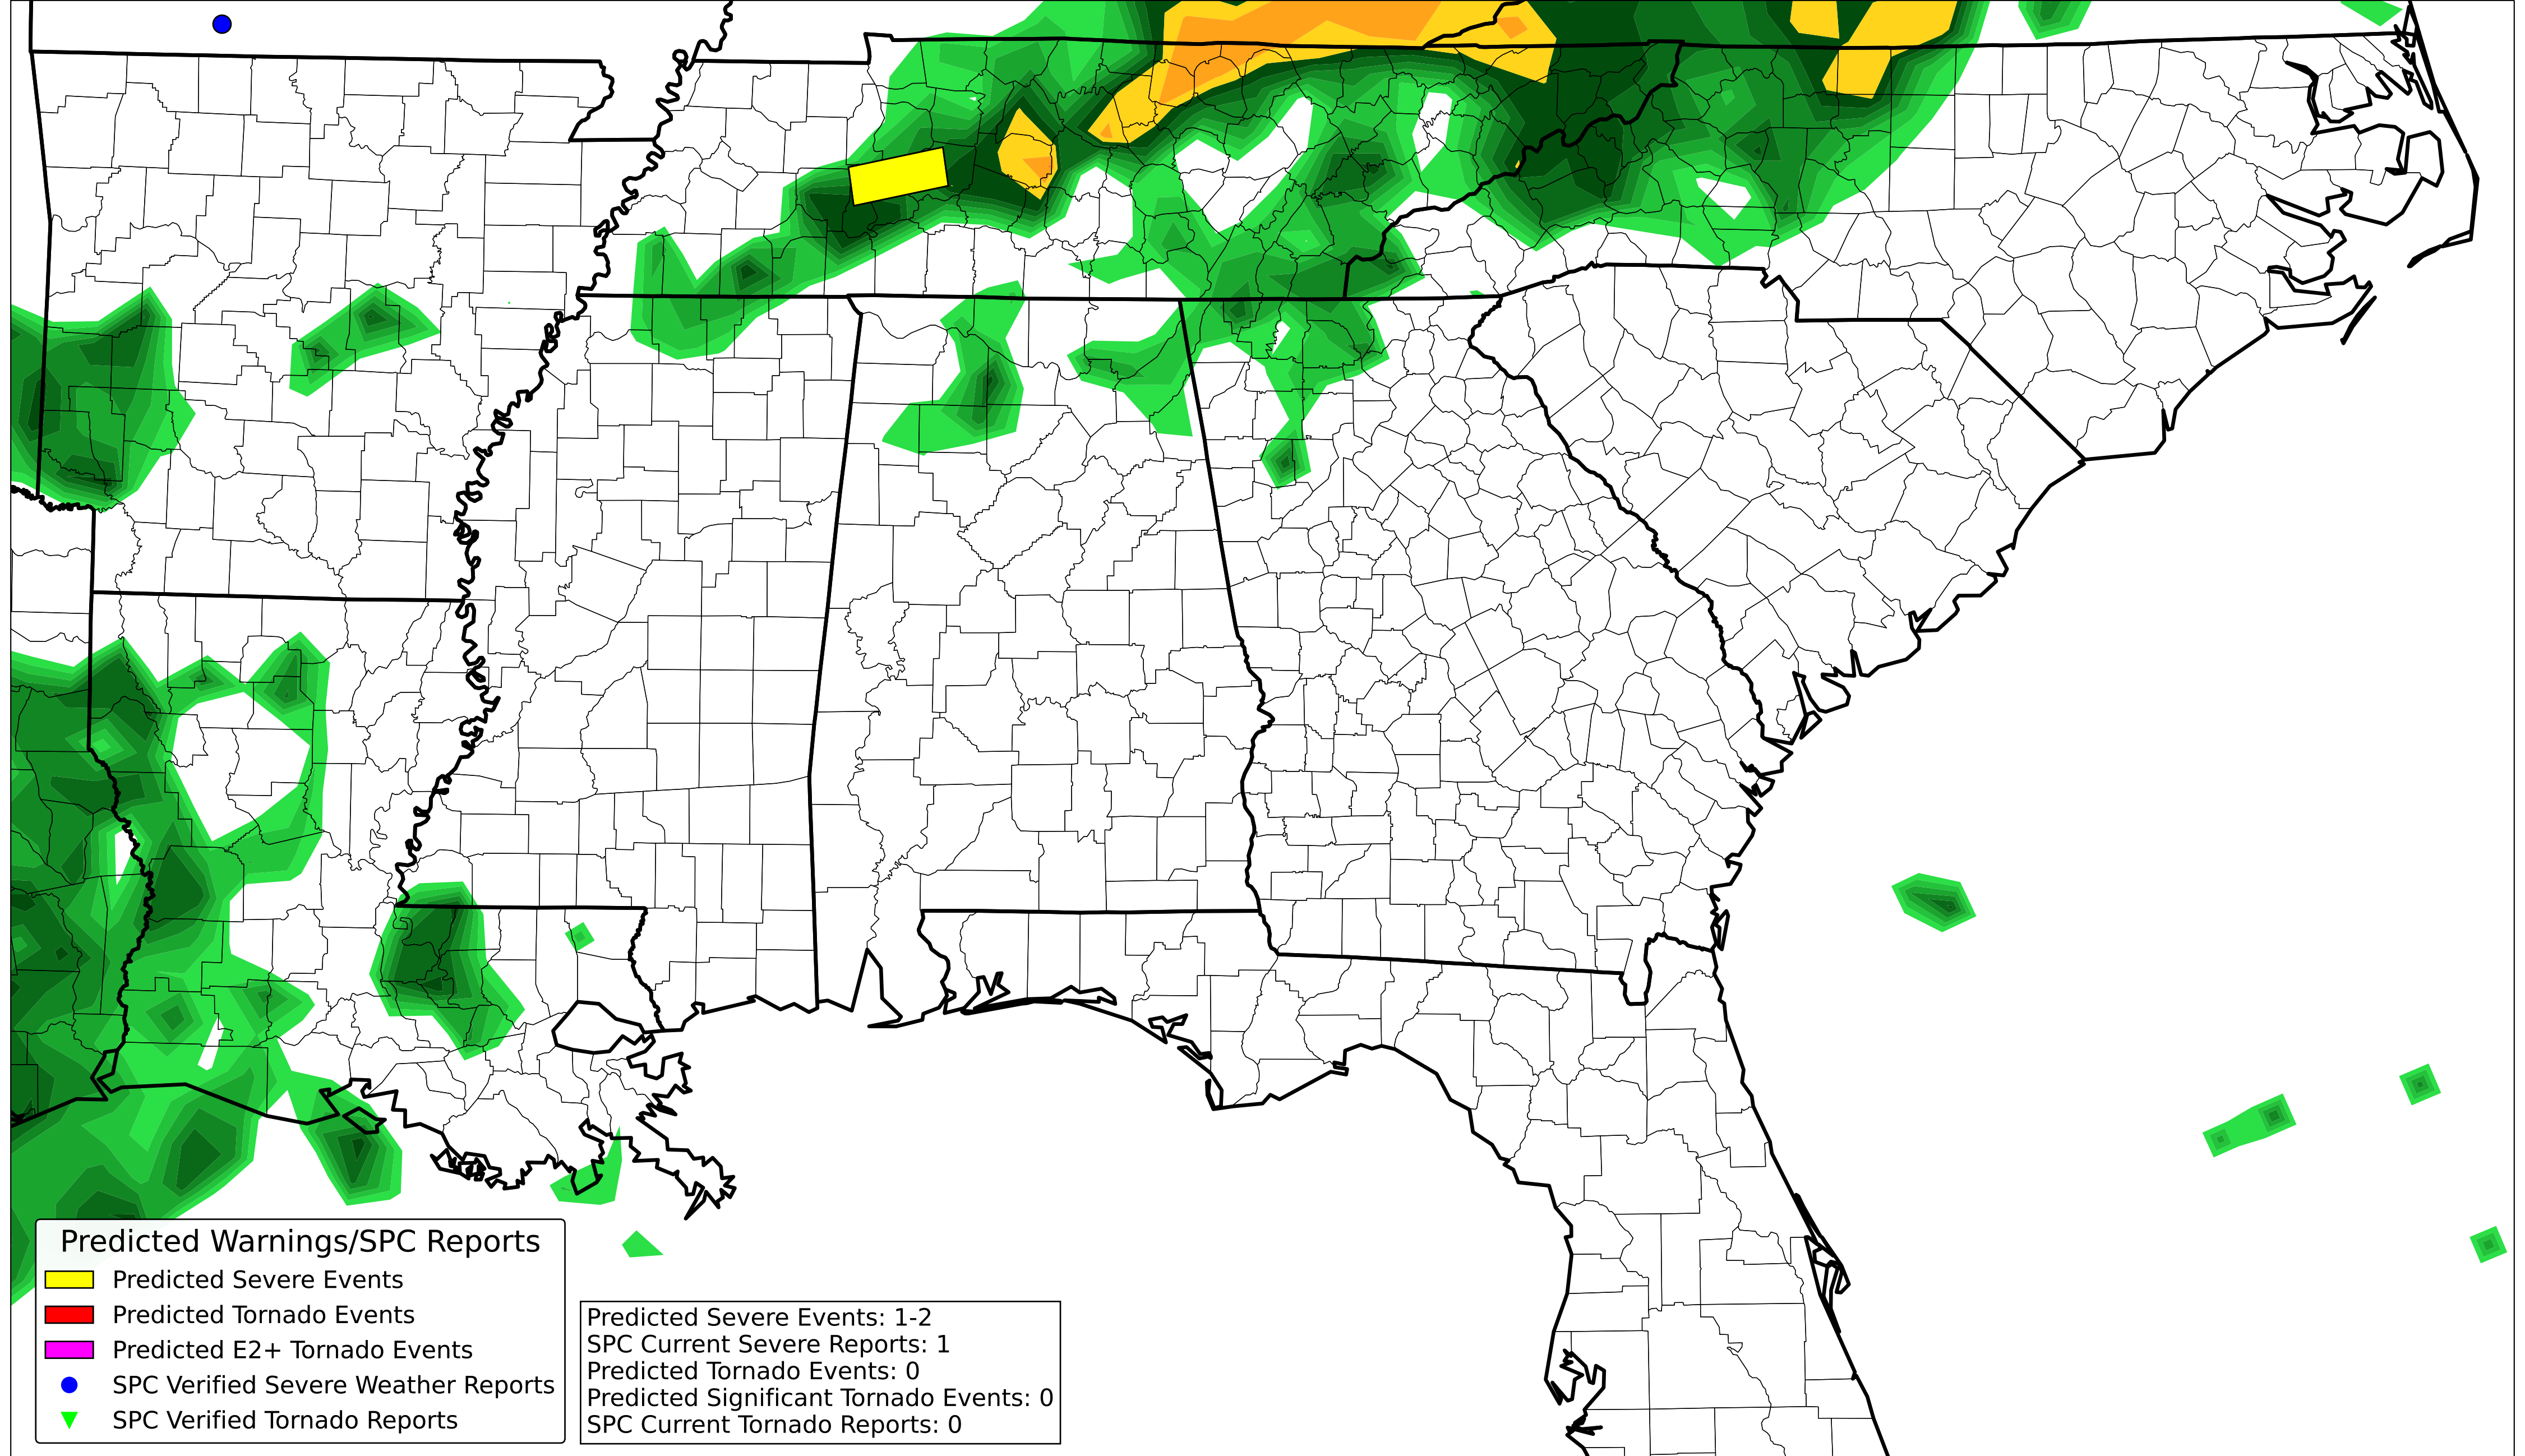 Predicted Warnings/SPC Reports
Predicted Severe Events
Predicted Tornado Events
Predicted E2+ Tornado Events
SPC Verified Severe Weather Reports
SPC Verified Tornado Reports
Predicted Severe Events: 1-2
SPC Current Severe Reports: 1
Predicted Tornado Events: 0
Predicted Significant Tornado Events: 0
SPC Current Tornado Reports: 0